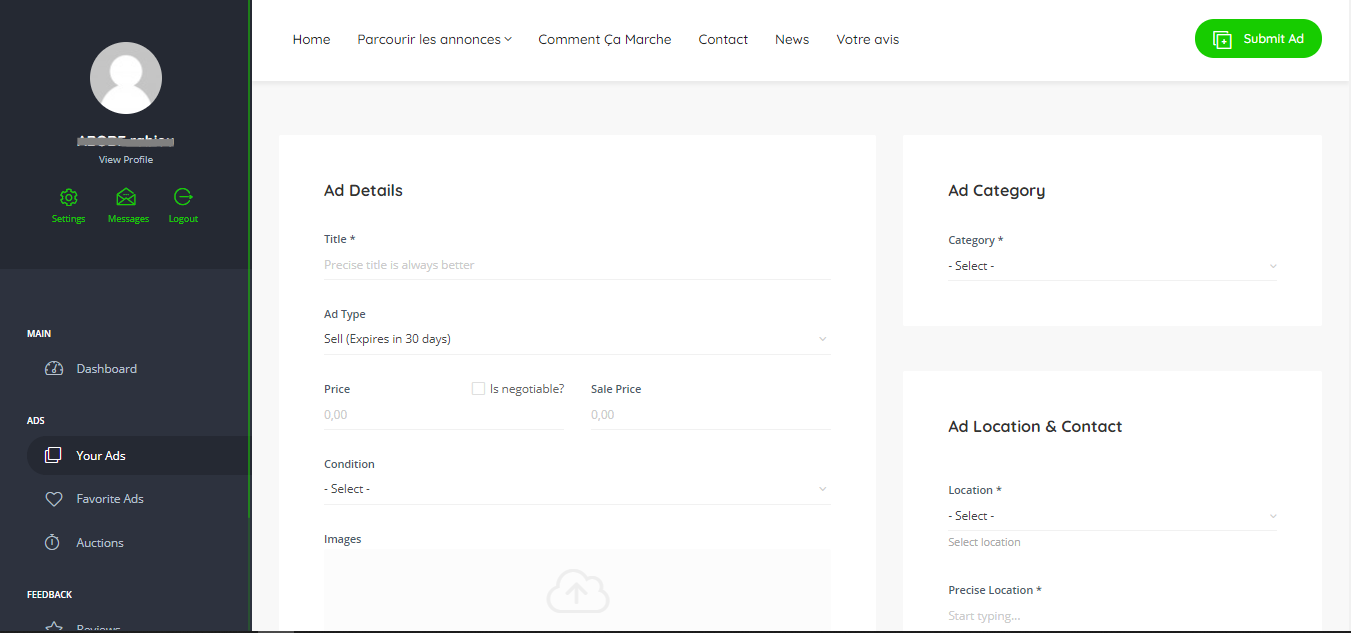 Home Parcourir les annonces Comment Ça Marche Contact News Votre avis
Submit Ad
View Profile
Settings Messages Logout
MAIN
Dashboard
ADS
Your Ads
Favorite Ads
Auctions
FEEDBACK
Reviews
Ad Details
Title *
Precise title is always better
Ad Type
Sell (Expires in 30 days)
Price Is negotiable? Sale Price
0,00 0,00
Condition
- Select -
Images
Ad Category
Category *
- Select -
Ad Location & Contact
Location *
- Select -
Select location
Precise Location *
Start typing...